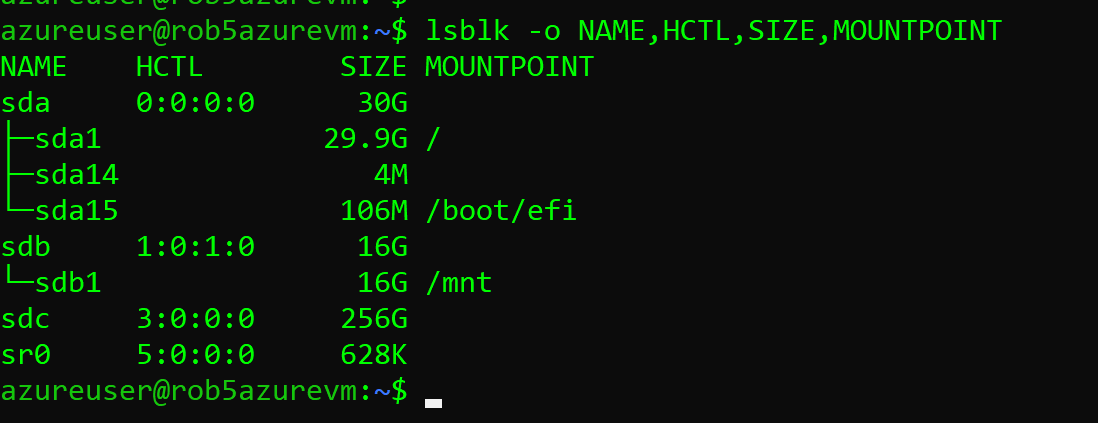 azureuser@rob5azurevm:~$
azureuser@rob5azurevm:~$ lsblk -o NAME,HCTL,SIZE,MOUNTPOINT
NAME    HCTL        SIZE MOUNTPOINT
sda     0:0:0:0      30G
├─sda1             29.9G /
├─sda14               4M
└─sda15             106M /boot/efi
sdb     1:0:1:0      16G
└─sdb1               16G /mnt
sdc     3:0:0:0     256G
sr0     5:0:0:0     628K
azureuser@rob5azurevm:~$